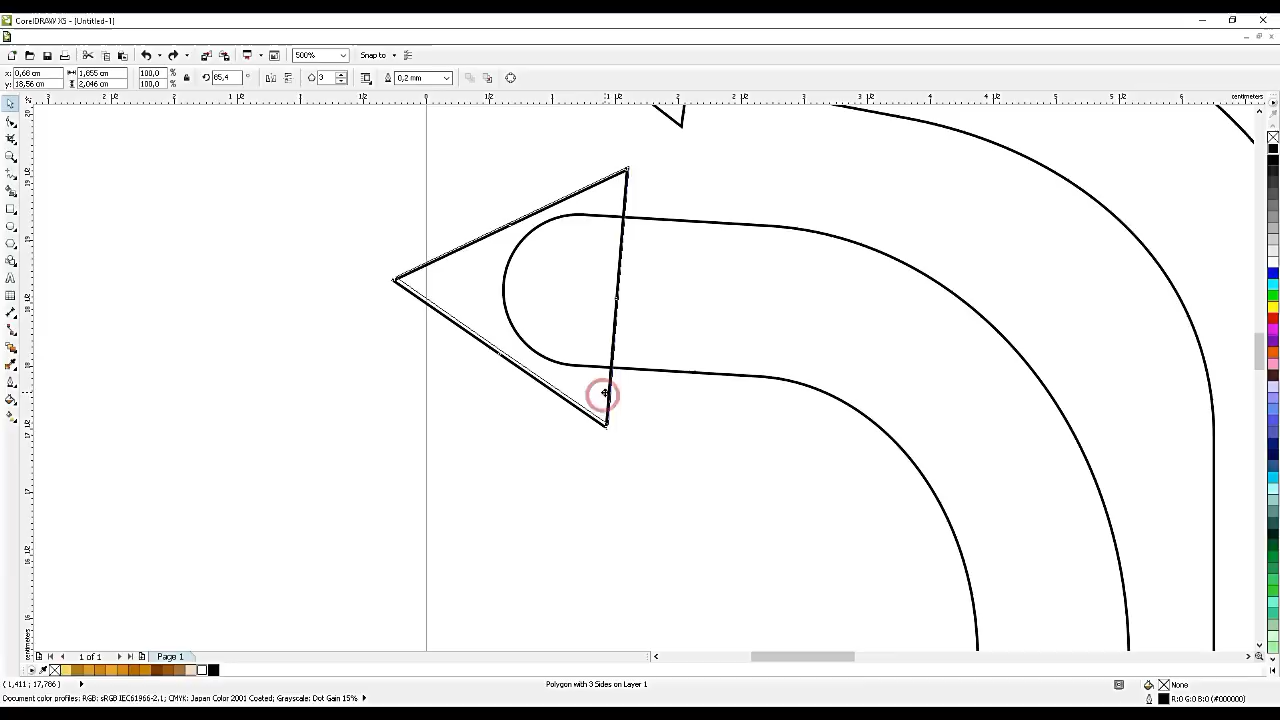 CorelDRAW X5 - [Untitled-1]
500%
Snap to
x: 0,68 cm
y: 18,56 cm
1,855 cm
2,046 cm
100,0 %
100,0 %
85,4 °
3
0,2 mm
centimeters
1 of 1
Page 1
( 1,411; 17,786 )
Polygon with 3 Sides on Layer 1
None
Document color profiles: RGB: sRGB IEC61966-2.1; CMYK: Japan Color 2001 Coated; Grayscale: Dot Gain 15%
R:0 G:0 B:0 (#000000)